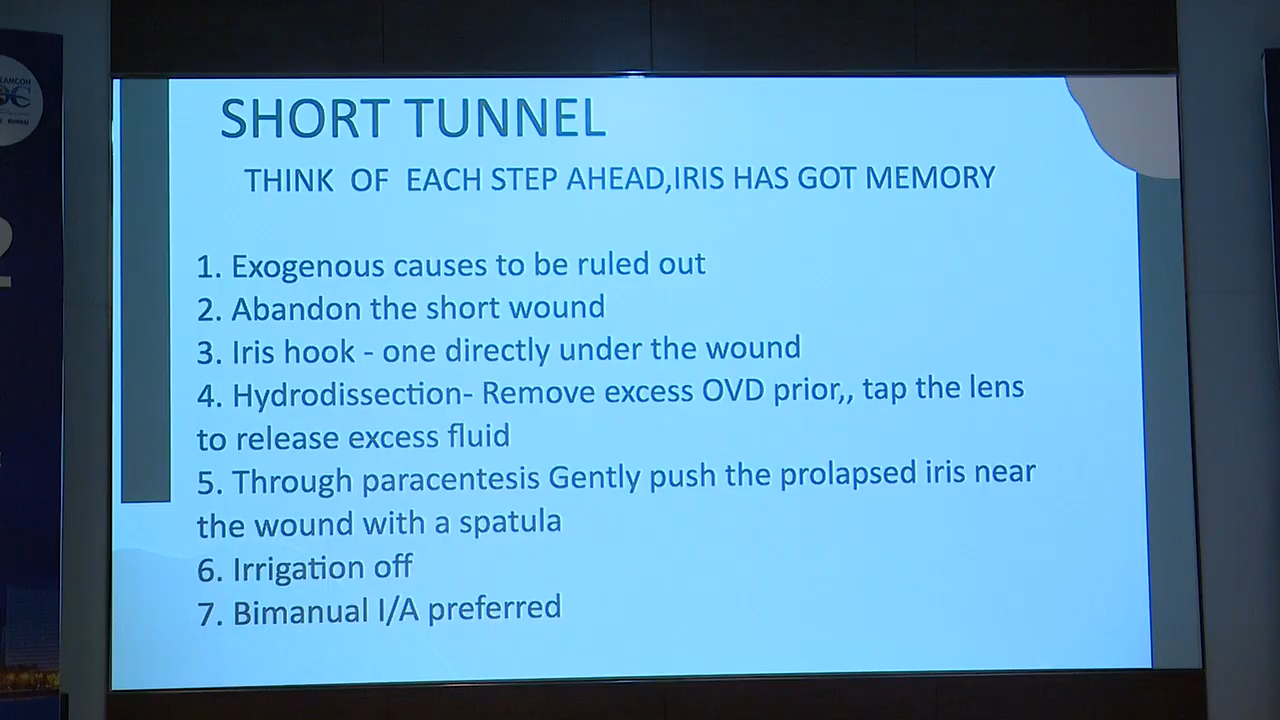 SHORT TUNNEL
THINK OF EACH STEP AHEAD,IRIS HAS GOT MEMORY
1. Exogenous causes to be ruled out
2. Abandon the short wound
3. Iris hook - one directly under the wound
4. Hydrodissection- Remove excess OVD prior,, tap the lens
to release excess fluid
5. Through paracentesis Gently push the prolapsed iris near
the wound with a spatula
6. Irrigation off
7. Bimanual I/A preferred
2